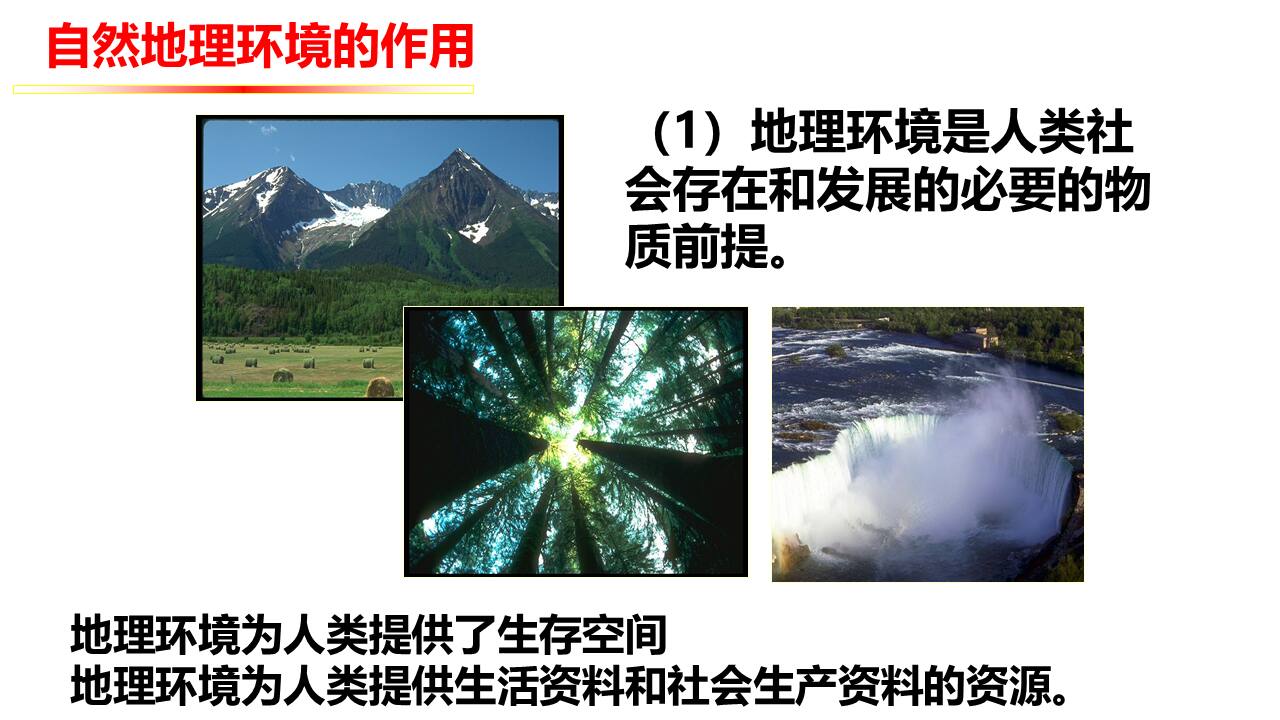 自然地理环境的作用
（1）地理环境是人类社
会存在和发展的必要的物
质前提。
地理环境为人类提供了生存空间
地理环境为人类提供生活资料和社会生产资料的资源。